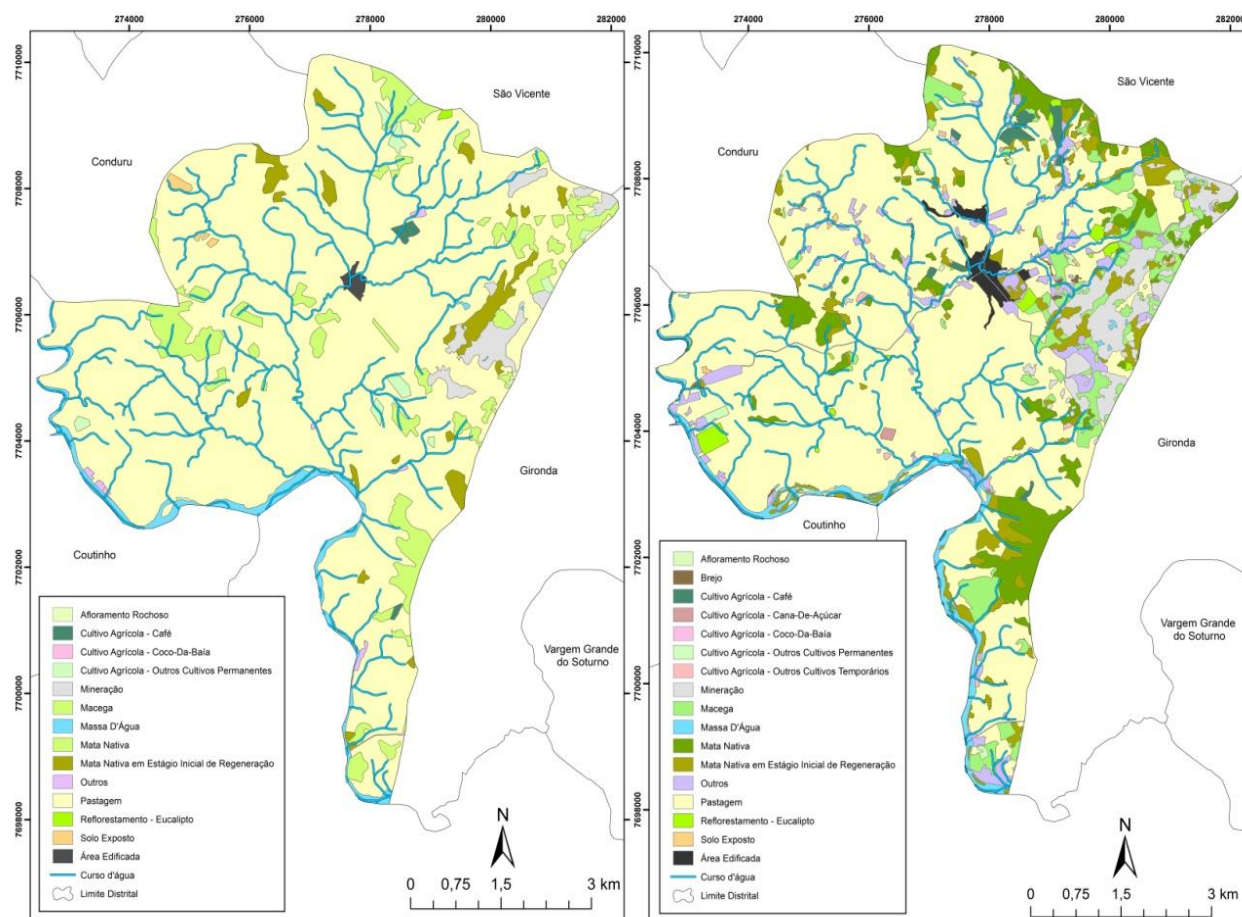 274000 276000 278000 280000 282000
7710000
São Vicente
Conduru
7708000
7706000
7704000
Gironda
Coutinho
7702000
Vargem Grande
do Soturno
7700000
7698000
Afloramento Rochoso
Cultivo Agrícola - Café
Cultivo Agrícola - Coco-Da-Baía
Cultivo Agrícola - Outros Cultivos Permanentes
Mineração
Macega
Massa D'Água
Mata Nativa
Mata Nativa em Estágio Inicial de Regeneração
Outros
Pastagem
Reflorestamento - Eucalipto
Solo Exposto
Área Edificada
Curso d'água
Limite Distrital
N
0 0,75 1,5 3 km
274000 276000 278000 280000 282000
7710000
São Vicente
Conduru
7708000
7706000
7704000
Gironda
Coutinho
7702000
Vargem Grande
do Soturno
7700000
7698000
Afloramento Rochoso
Brejo
Cultivo Agrícola - Café
Cultivo Agrícola - Cana-De-Açúcar
Cultivo Agrícola - Coco-Da-Baía
Cultivo Agrícola - Outros Cultivos Permanentes
Cultivo Agrícola - Outros Cultivos Temporários
Mineração
Macega
Massa D'Água
Mata Nativa
Mata Nativa em Estágio Inicial de Regeneração
Outros
Pastagem
Reflorestamento - Eucalipto
Solo Exposto
Área Edificada
Curso d'água
Limite Distrital
N
0 0,75 1,5 3 km